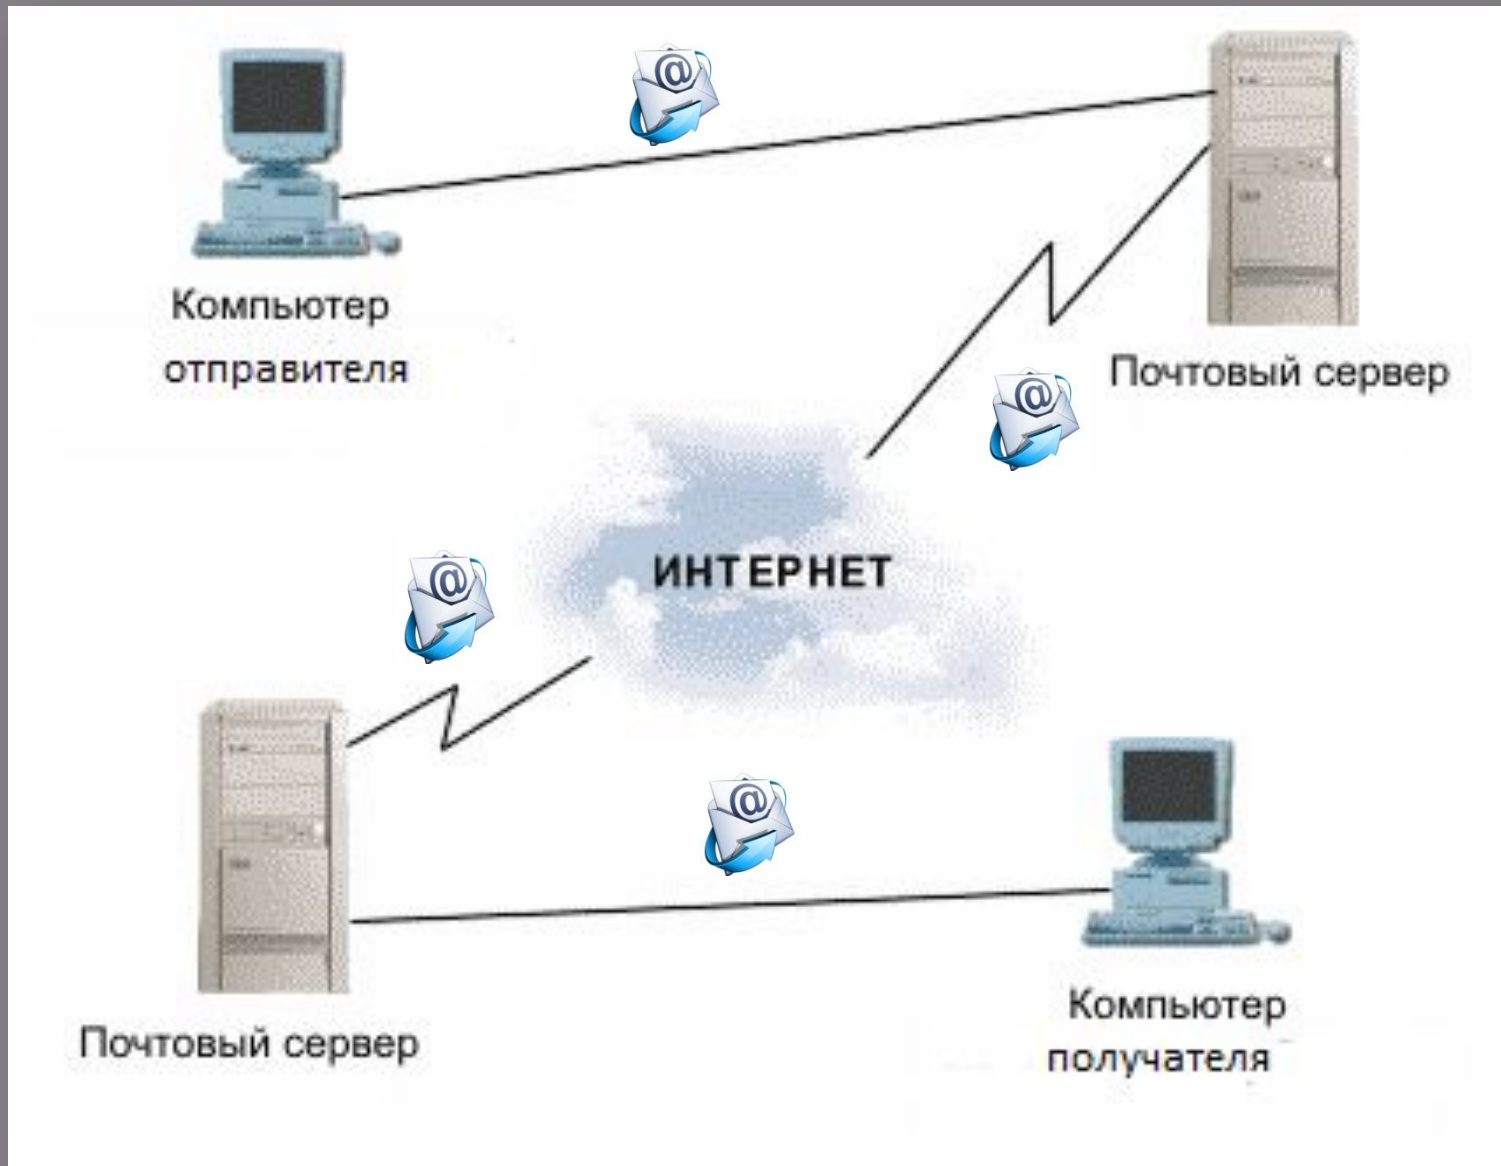 Компьютер
отправителя
Почтовый сервер
ИНТЕРНЕТ
Почтовый сервер
Компьютер
получателя